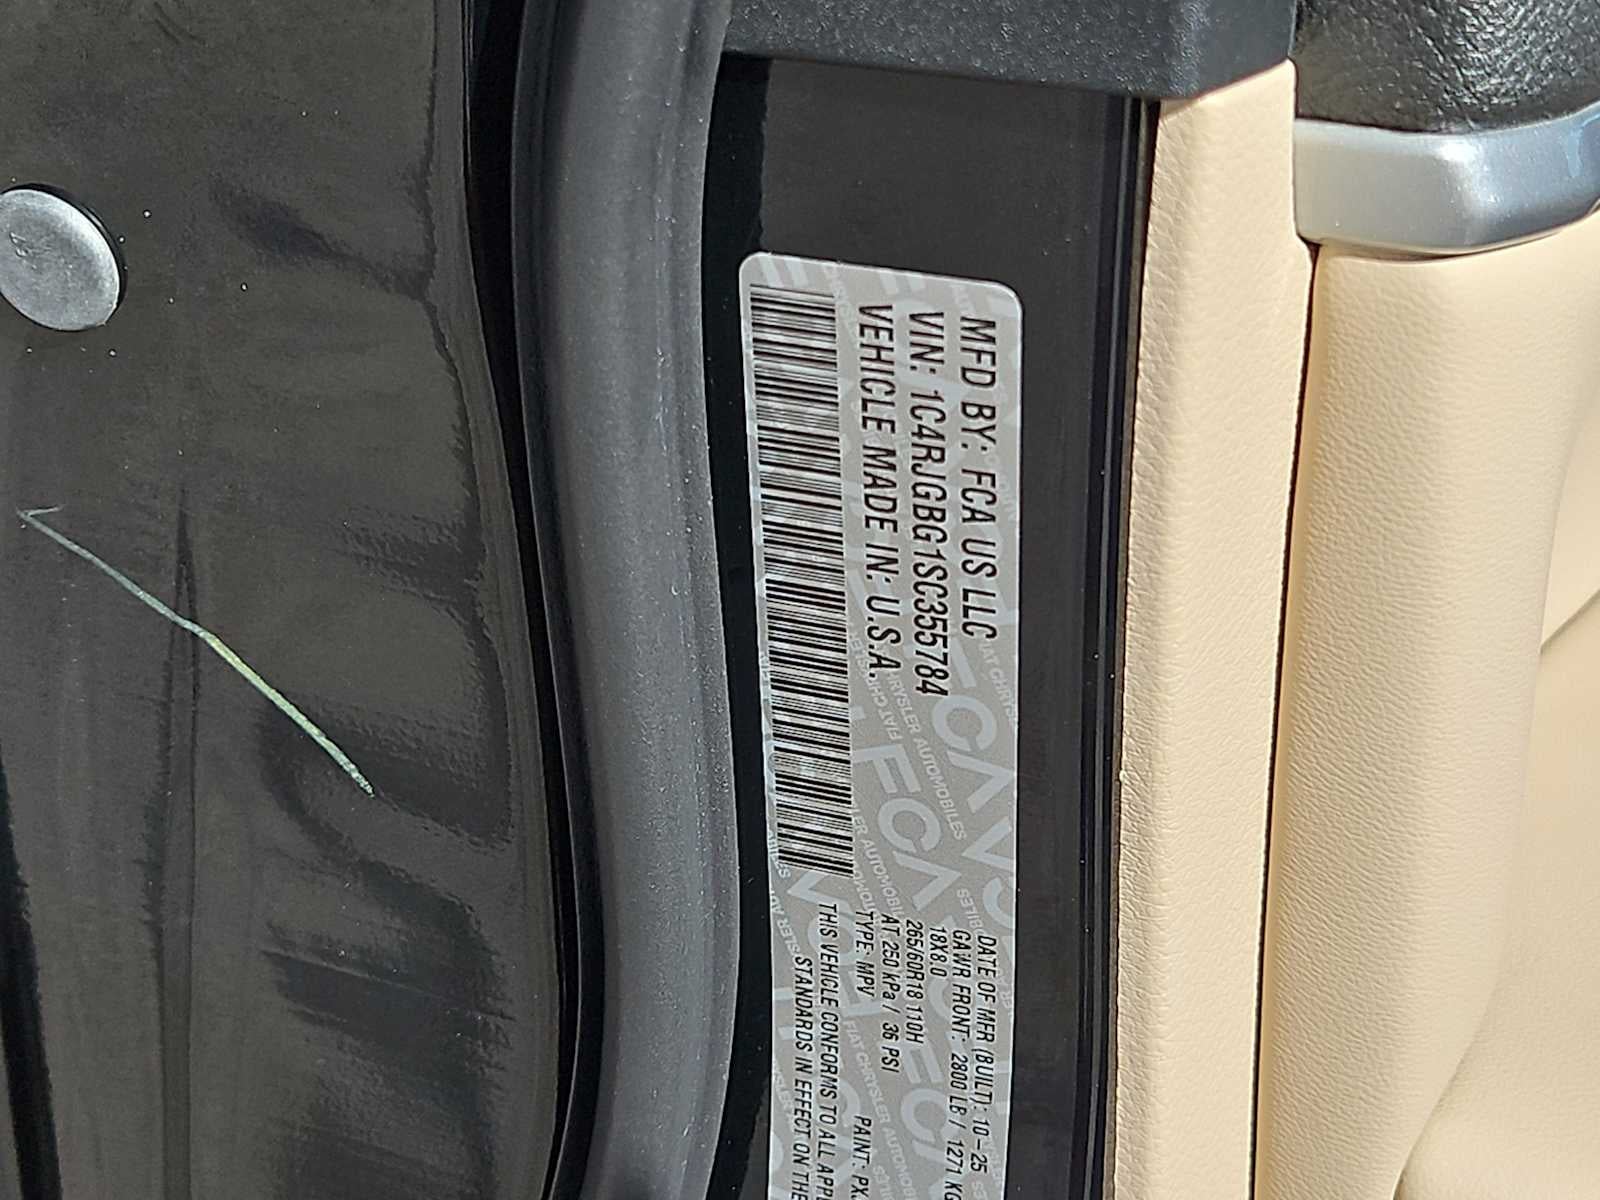 MFD BY: FCA US LLC
VIN: 1C4RJGBG1SC355784
VEHICLE MADE IN: U.S.A.
DATE OF MFR (BUILT): 10-25
GAWR FRONT: 2800 LB / 1271 KG
18X8.0
265/60R18 110H
AT 250 kPa / 36 PSI
TYPE: MPV
PAINT: PX
THIS VEHICLE CONFORMS TO ALL APPL
STANDARDS IN EFFECT ON THE